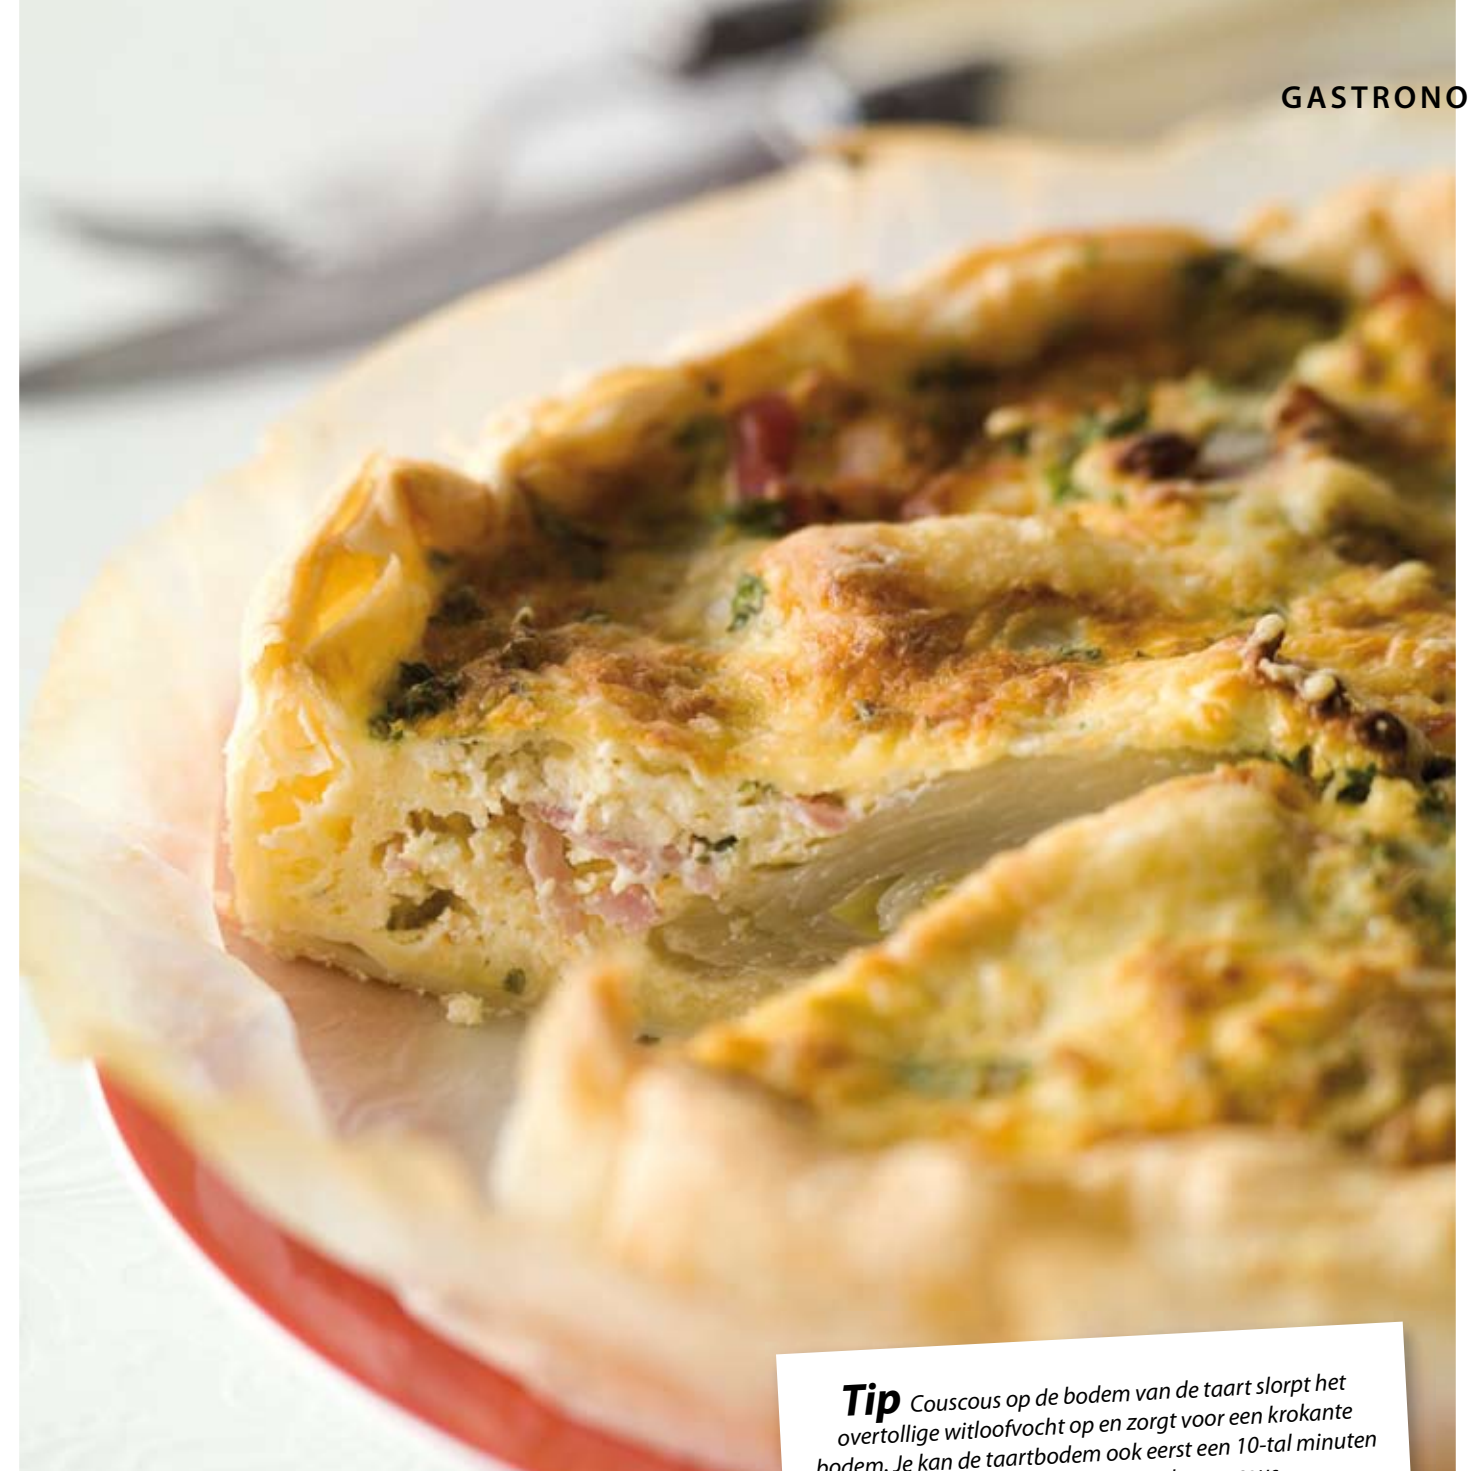 GASTRONO
Tip Couscous op de bodem van de taart slorpt het
overtollige witloofvocht op en zorgt voor een krokante
bodem. Je kan de taartbodem ook eerst een 10-tal minuten